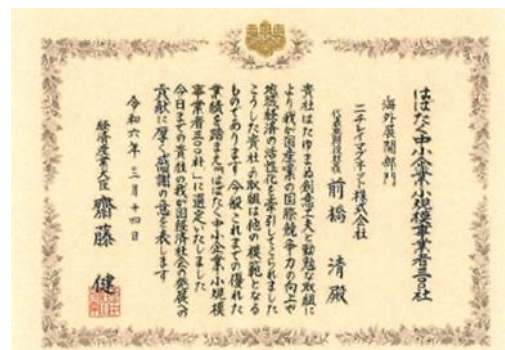 はばたく中小企業・小規模事業者三〇〇社
海外展開部門
ニチレイマグネット株式会社
代表取締役社長 前橋 清 殿
貴社はたゆまぬ創意工夫と勤勉な取組に
より我が国産業の国際競争力の向上や
地域経済の活性化を牽引してこられました
こうした貴社の取組は他の模範となる
ものであります今般これまでの優れた
業績を踏まえ「はばたく中小企業・小規模
事業者三〇〇社」に選定いたしました
今日までの貴社の我が国経済社会の発展への
貢献に厚く感謝の意を表します
令和六年 三月十四日
経済産業大臣 齋藤 健